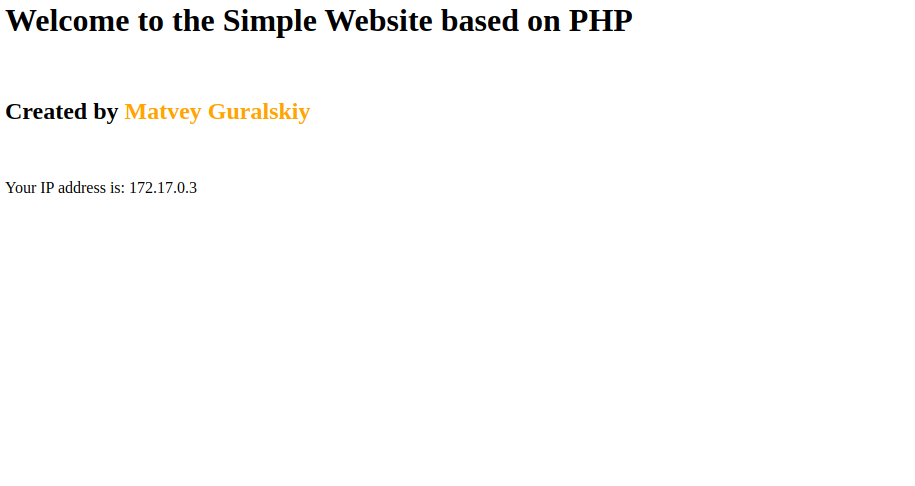 Welcome to the Simple Website based on PHP
Created by Matvey Guralskiy
Your IP address is: 172.17.0.3